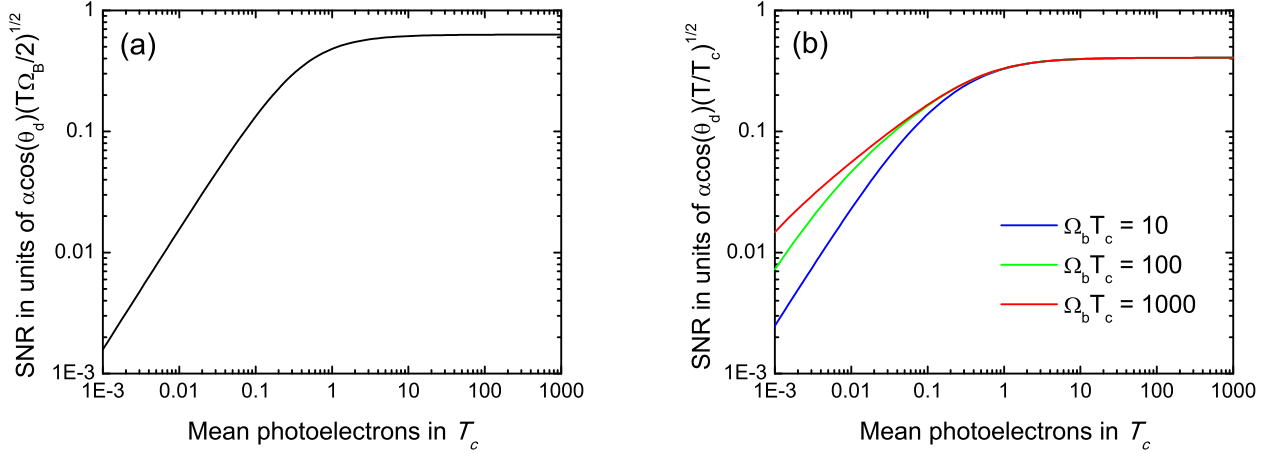 (a)
SNR in units of αcos(θd)(TΩB/2)^1/2
1
0.1
0.01
1E-3
1E-3 0.01 0.1 1 10 100 1000
Mean photoelectrons in Tc
(b)
SNR in units of αcos(θd)(T/Tc)^1/2
1
0.1
0.01
1E-3
ΩbTc = 10
ΩbTc = 100
ΩbTc = 1000
1E-3 0.01 0.1 1 10 100 1000
Mean photoelectrons in Tc